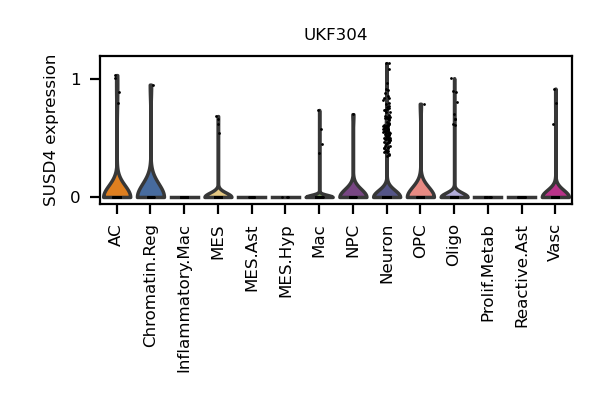 UKF304
SUSD4 expression
1
0
AC
Chromatin.Reg
Inflammatory.Mac
MES
MES.Ast
MES.Hyp
Mac
NPC
Neuron
OPC
Oligo
Prolif.Metab
Reactive.Ast
Vasc